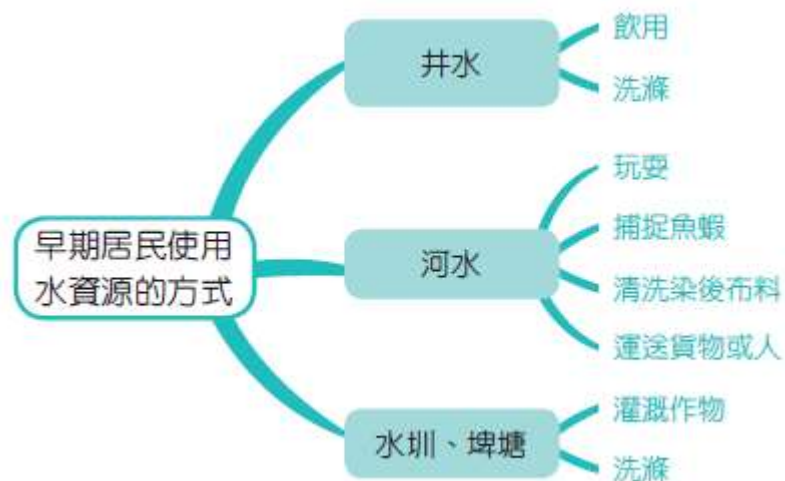 早期居民使用
水資源的方式
井水
飲用
洗滌
河水
玩耍
捕捉魚蝦
清洗染後布料
運送貨物或人
水圳、埤塘
灌溉作物
洗滌